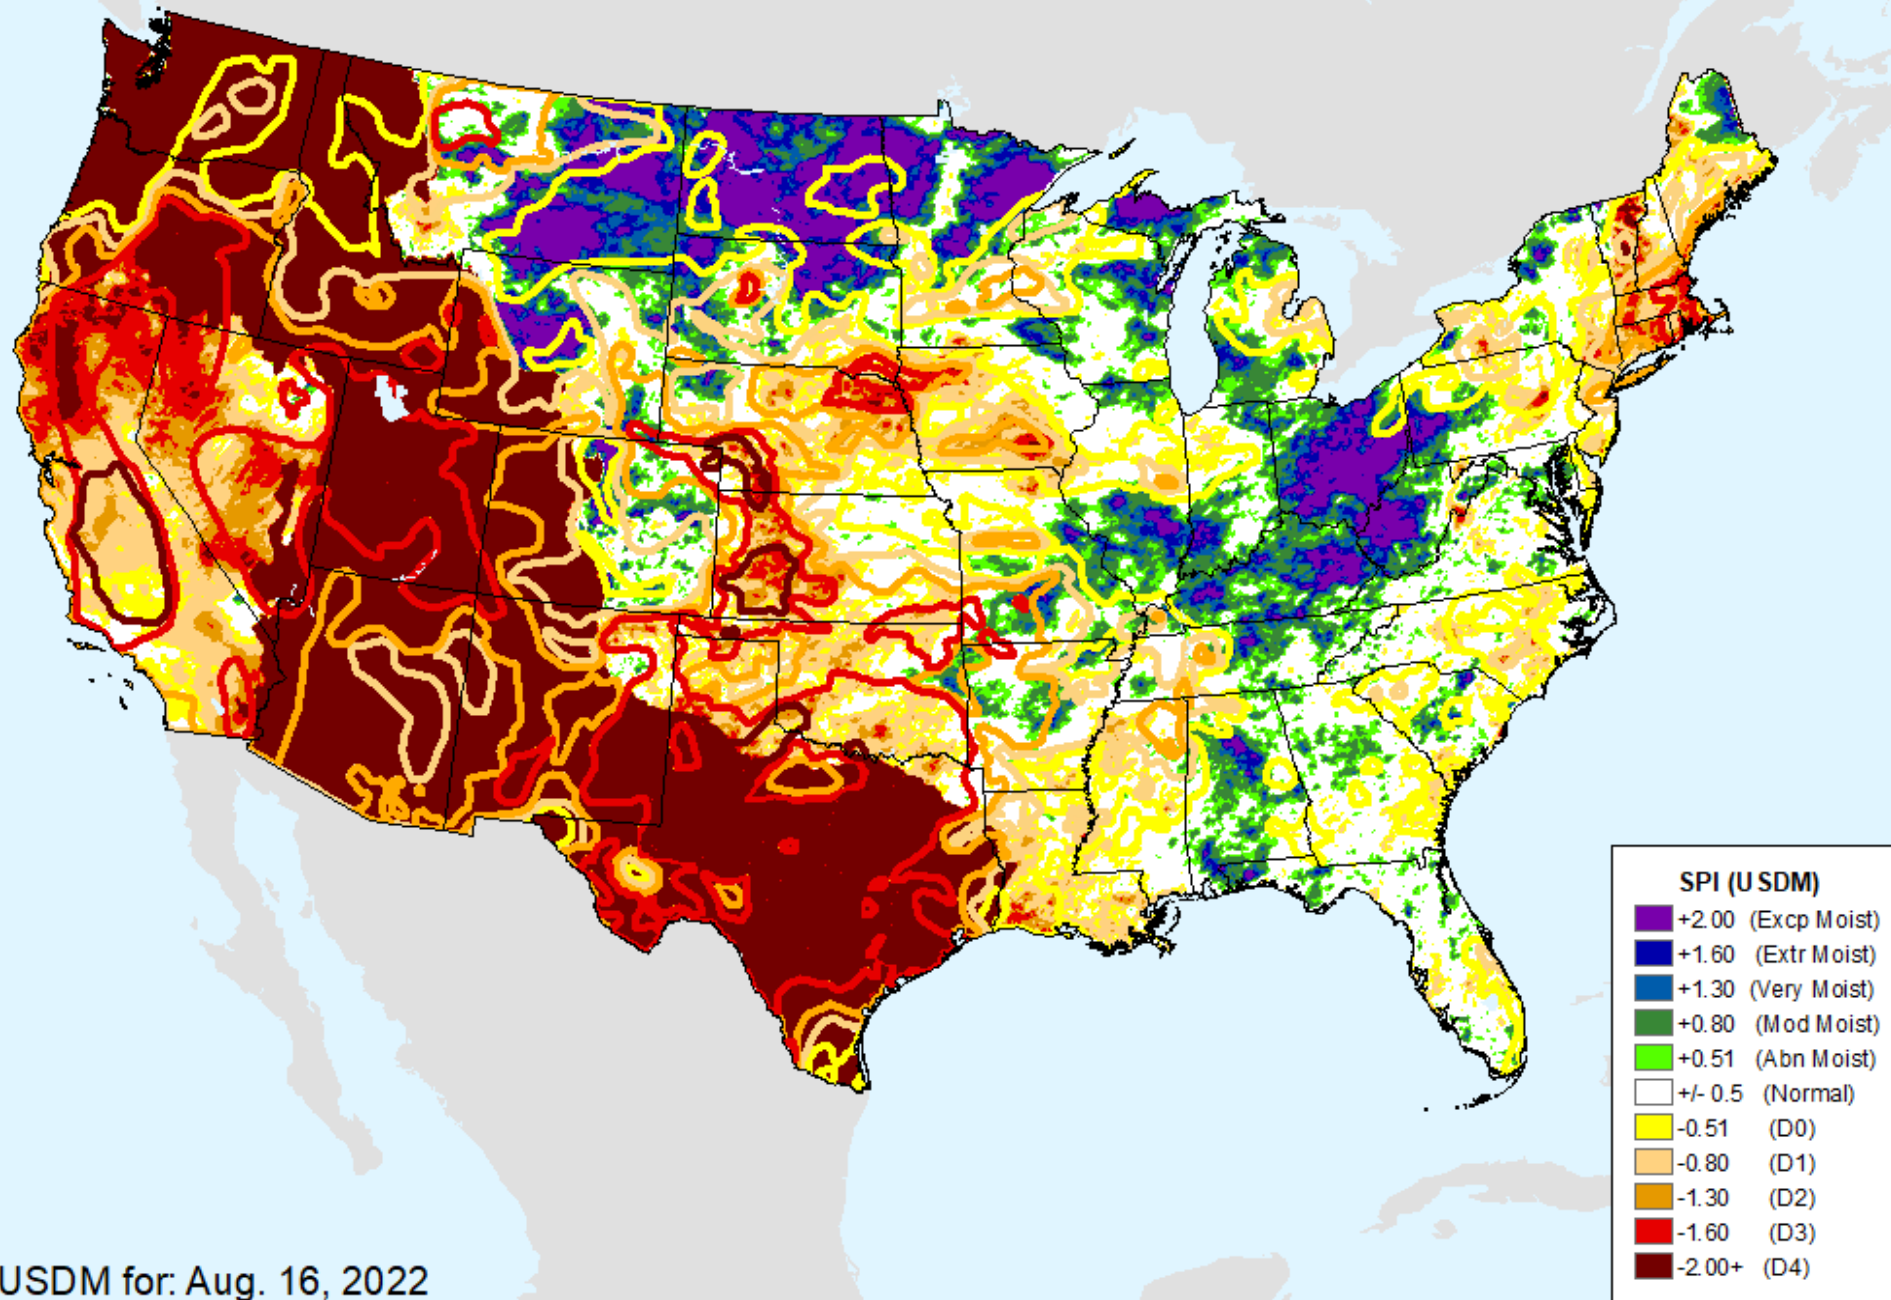 SPI (USDM)
+2.00 (Excp Moist)
+1.60 (Extr Moist)
+1.30 (Very Moist)
+0.80 (Mod Moist)
+0.51 (Abn Moist)
+/- 0.5 (Normal)
-0.51 (D0)
-0.80 (D1)
-1.30 (D2)
-1.60 (D3)
-2.00+ (D4)
USDM for: Aug. 16, 2022